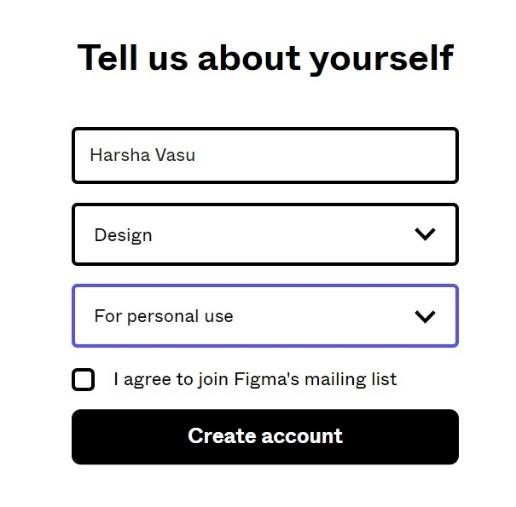 Tell us about yourself
Harsha Vasu
Design
For personal use
I agree to join Figma's mailing list
Create account